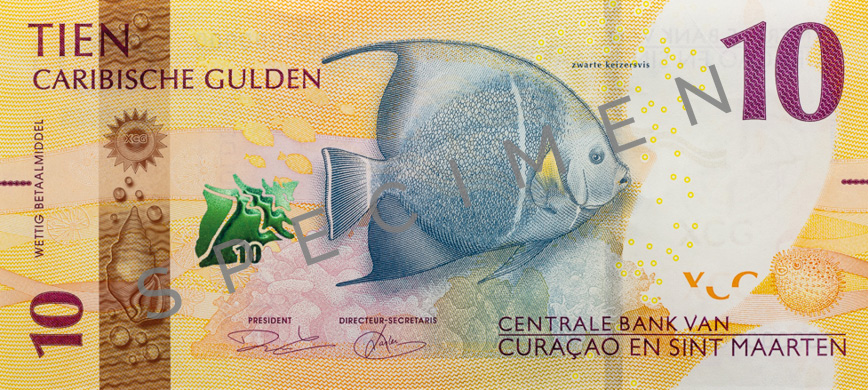 TIEN
CARIBISCHE GULDEN
zwarte keizersvis
10
WETTIG BETAALMIDDEL
XCG
10
SPECIMEN
XCG
10
PRESIDENT
DIRECTEUR-SECRETARIS
CENTRALE BANK VAN
CURAÇAO EN SINT MAARTEN